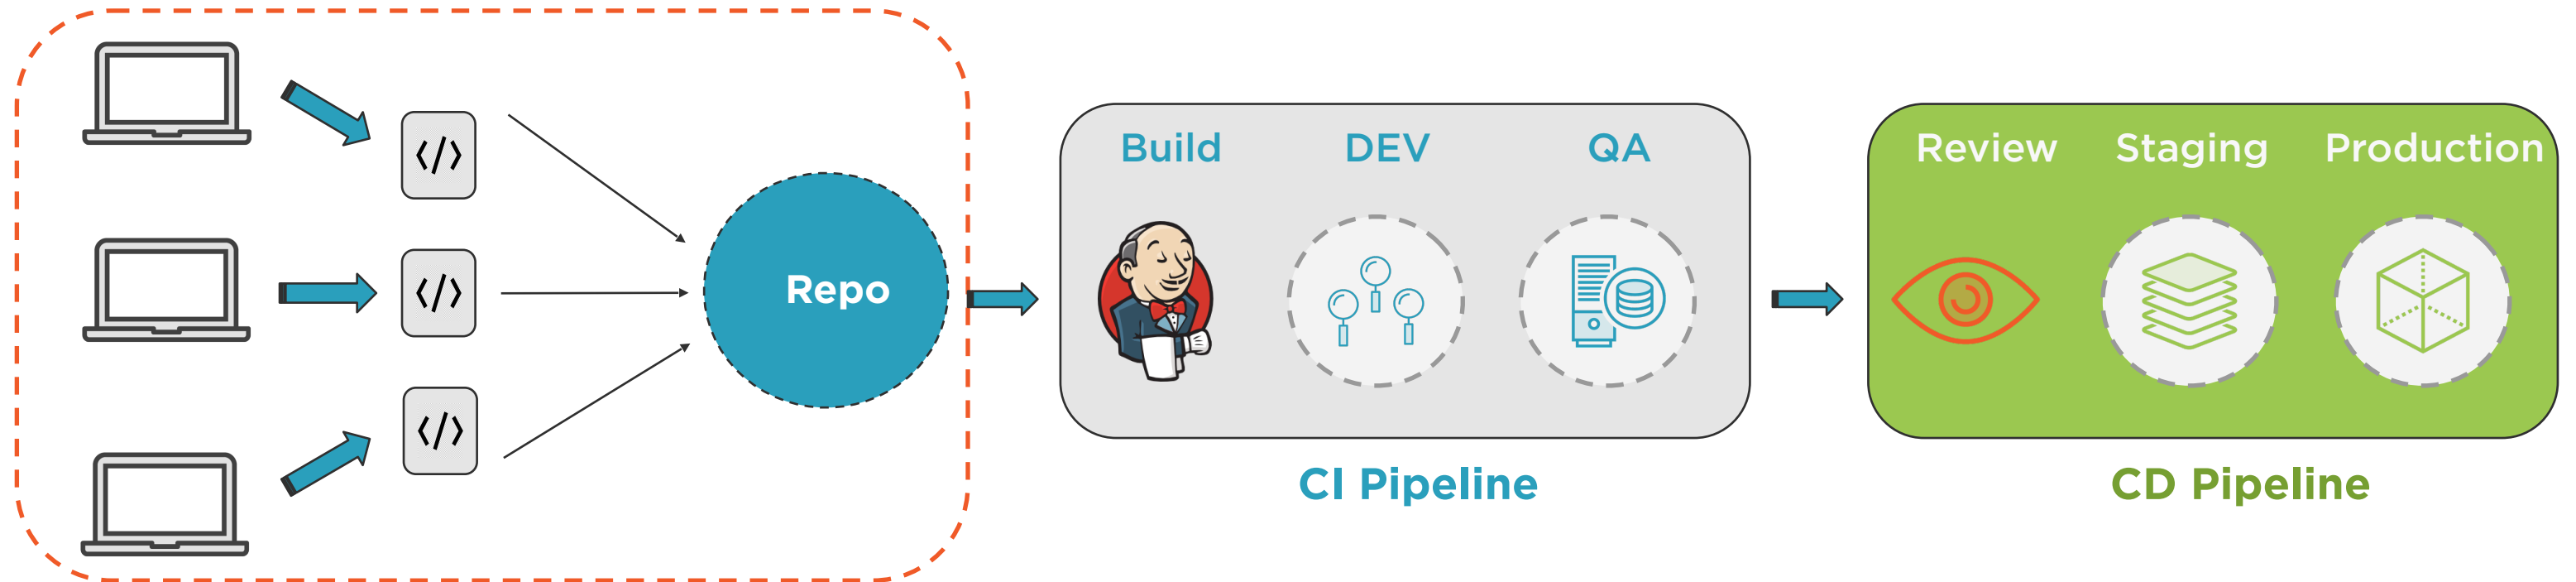 </>
</>
</>
Repo
Build DEV QA
CI Pipeline
Review Staging Production
CD Pipeline